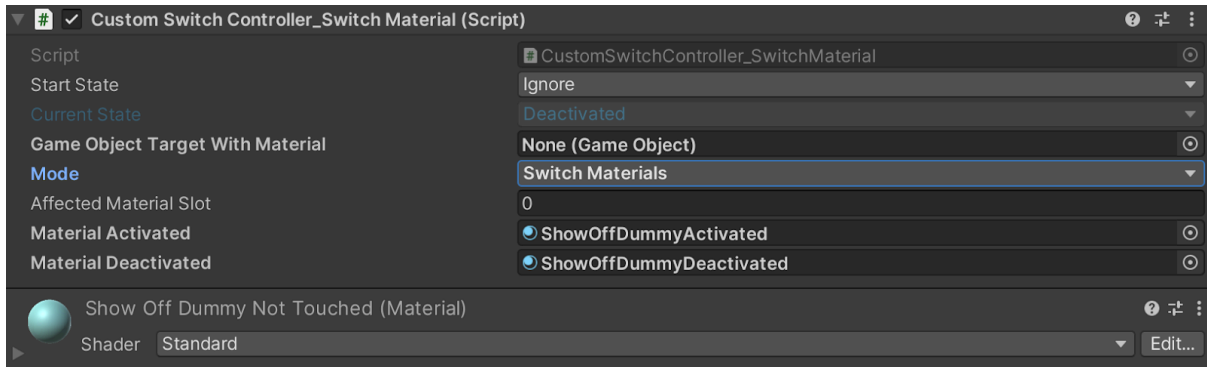 Custom Switch Controller_Switch Material (Script)
Script CustomSwitchController_SwitchMaterial
Start State Ignore
Current State Deactivated
Game Object Target With Material None (Game Object)
Mode Switch Materials
Affected Material Slot 0
Material Activated ShowOffDummyActivated
Material Deactivated ShowOffDummyDeactivated
Show Off Dummy Not Touched (Material)
Shader Standard Edit...